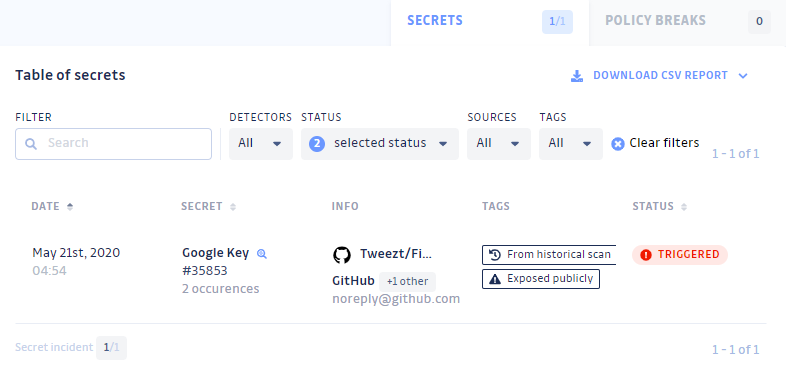 SECRETS 1/1 POLICY BREAKS 0
Table of secrets DOWNLOAD CSV REPORT
FILTER DETECTORS STATUS SOURCES TAGS
Search All 2 selected status All All Clear filters
1 - 1 of 1
DATE SECRET INFO TAGS STATUS
May 21st, 2020 Google Key Tweezt/Fi... From historical scan TRIGGERED
04:54 #35853 GitHub +1 other Exposed publicly
2 occurences noreply@github.com
Secret incident 1/1 1 - 1 of 1